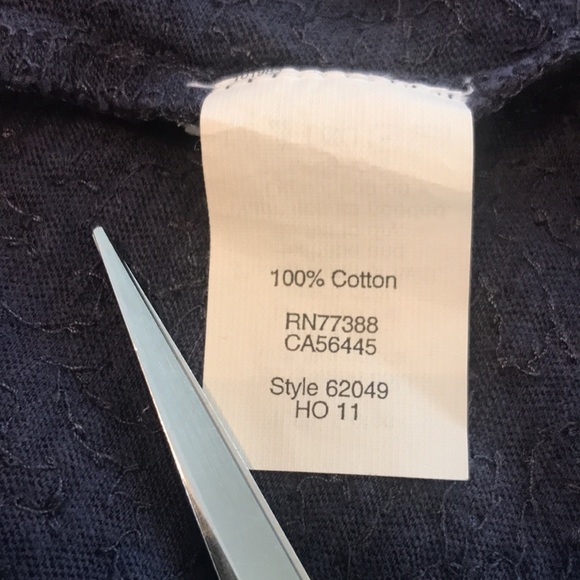 100% Cotton
RN77388
CA56445
Style 62049
HO 11